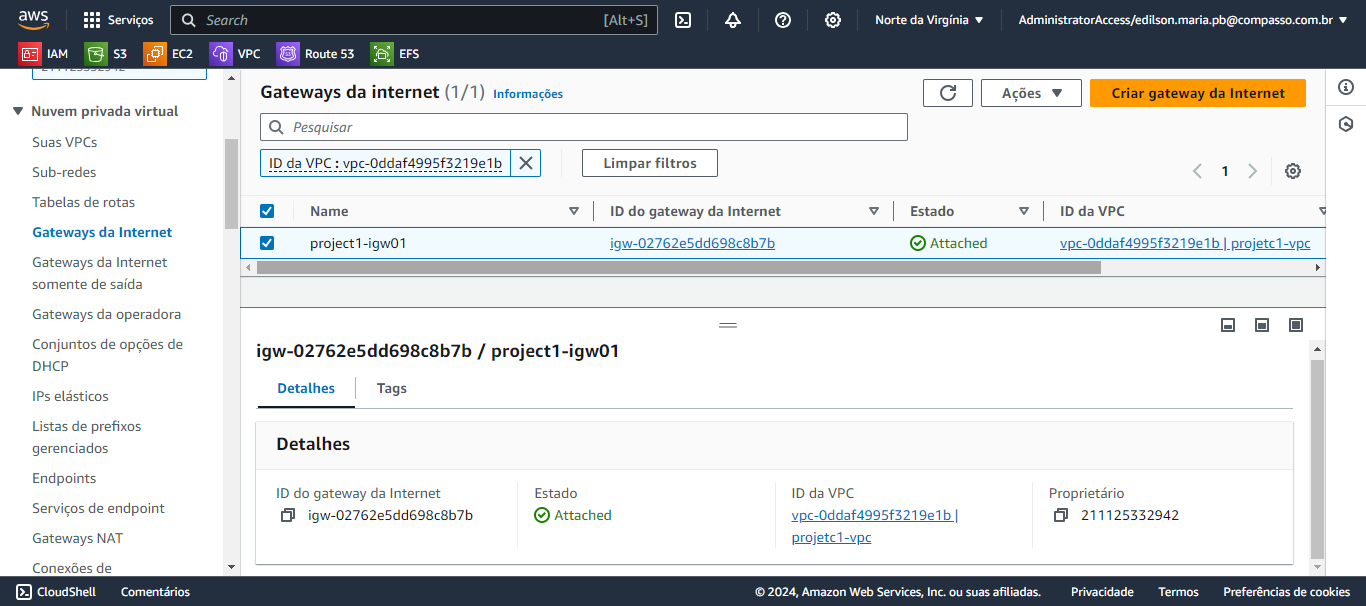 aws
Serviços
Search
[Alt+S]
Norte da Virgínia
AdministratorAccess/edilson.maria.pb@compasso.com.br
IAM
S3
EC2
VPC
Route 53
EFS
211125332942
Nuvem privada virtual
Suas VPCs
Sub-redes
Tabelas de rotas
Gateways da Internet
Gateways da Internet
somente de saída
Gateways da operadora
Conjuntos de opções de
DHCP
IPs elásticos
Listas de prefixos
gerenciados
Endpoints
Serviços de endpoint
Gateways NAT
Conexões de
Gateways da internet (1/1) Informações
Ações
Criar gateway da Internet
Pesquisar
ID da VPC : vpc-0ddaf4995f3219e1b
Limpar filtros
1
Name
ID do gateway da Internet
Estado
ID da VPC
project1-igw01
igw-02762e5dd698c8b7b
Attached
vpc-0ddaf4995f3219e1b | projetc1-vpc
igw-02762e5dd698c8b7b / project1-igw01
Detalhes
Tags
Detalhes
ID do gateway da Internet
igw-02762e5dd698c8b7b
Estado
Attached
ID da VPC
vpc-0ddaf4995f3219e1b |
projetc1-vpc
Proprietário
211125332942
CloudShell
Comentários
© 2024, Amazon Web Services, Inc. ou suas afiliadas.
Privacidade
Termos
Preferências de cookies